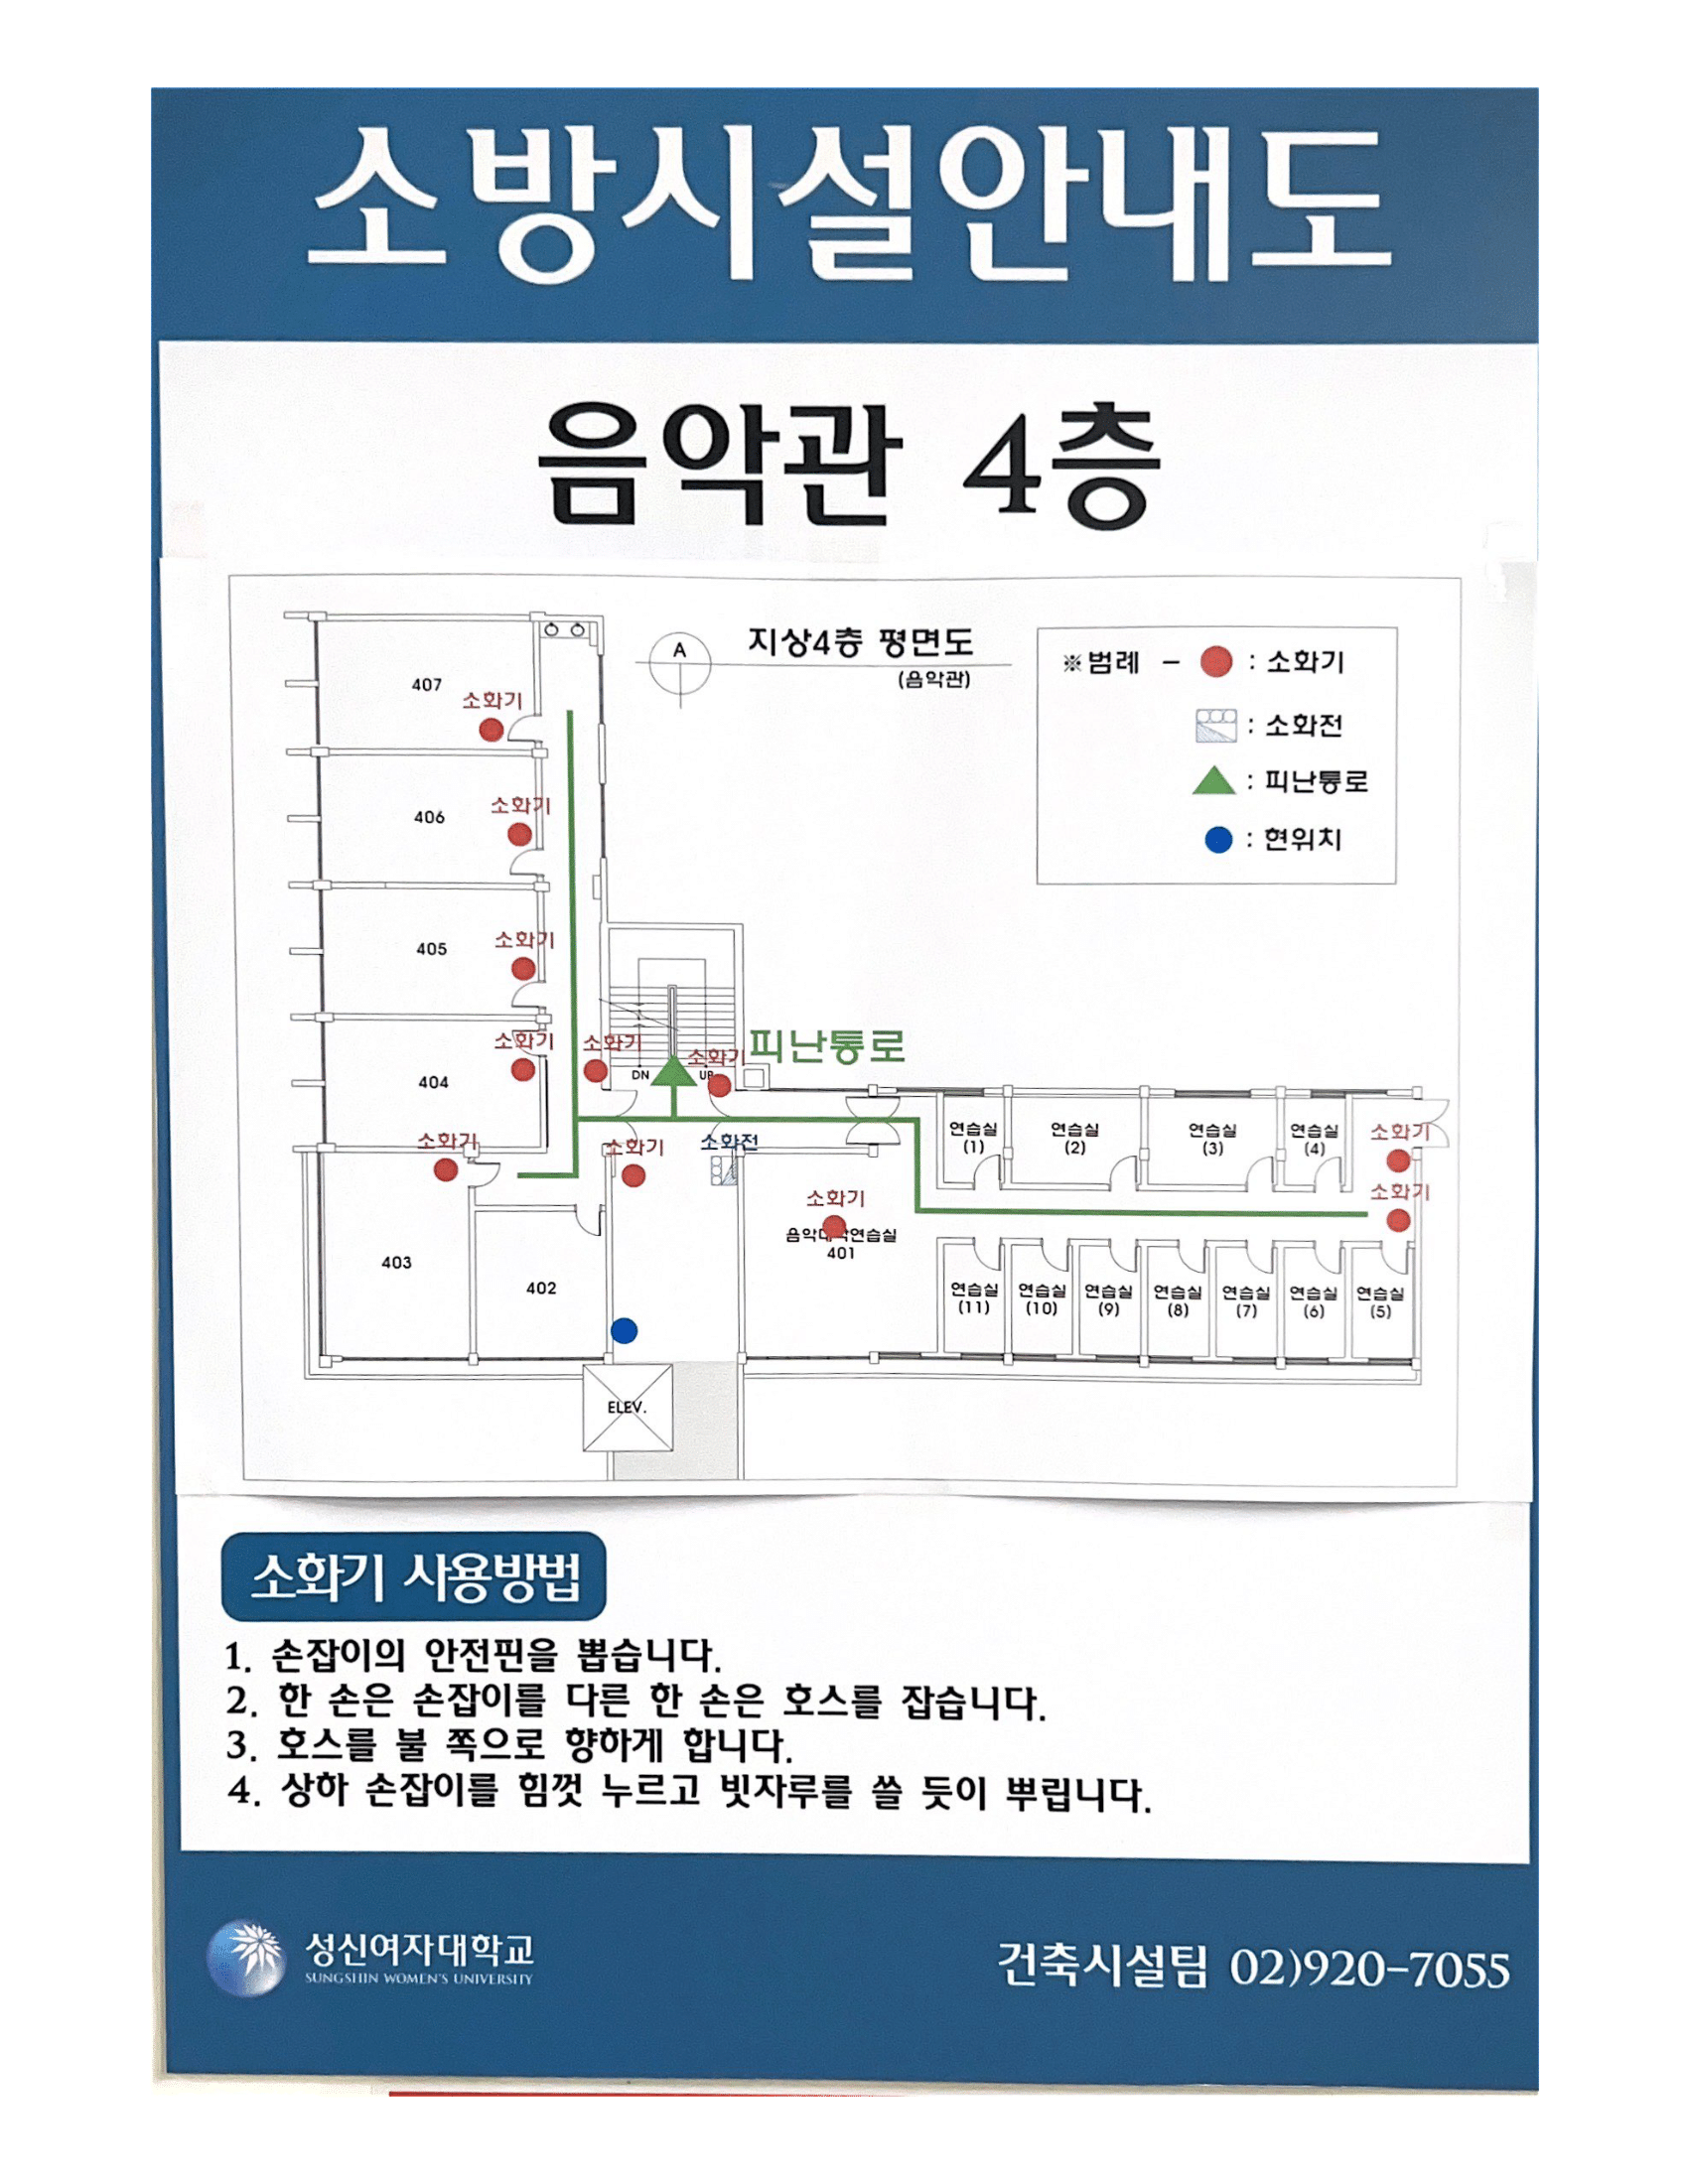 소방시설안내도
음악관 4층
A
지상4층 평면도
(음악관)
※범례 - : 소화기
: 소화전
: 피난통로
: 현위치
407
소화기
406
소화기
405
소화기
404
소화기
소화기
DN
UP
소화기
피난통로
소화기
403
402
소화기
소화전
소화기
음악대학연습실
401
연습실
(1)
연습실
(2)
연습실
(3)
연습실
(4)
소화기
소화기
연습실
(11)
연습실
(10)
연습실
(9)
연습실
(8)
연습실
(7)
연습실
(6)
연습실
(5)
ELEV.
소화기 사용방법
1. 손잡이의 안전핀을 뽑습니다.
2. 한 손은 손잡이를 다른 한 손은 호스를 잡습니다.
3. 호스를 불 쪽으로 향하게 합니다.
4. 상하 손잡이를 힘껏 누르고 빗자루를 쓸 듯이 뿌립니다.
성신여자대학교
SUNGSHIN WOMEN'S UNIVERSITY
건축시설팀 02)920-7055